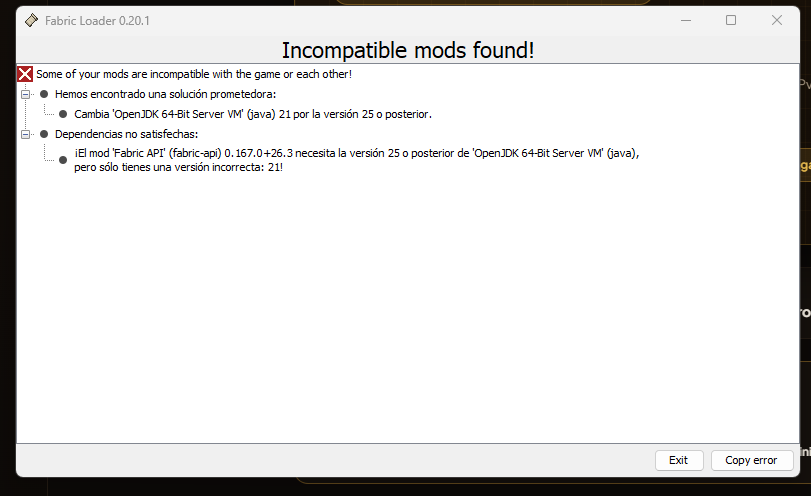 Fabric Loader 0.20.1
Incompatible mods found!
Some of your mods are incompatible with the game or each other!
Hemos encontrado una solución prometedora:
Cambia 'OpenJDK 64-Bit Server VM' (java) 21 por la versión 25 o posterior.
Dependencias no satisfechas:
¡El mod 'Fabric API' (fabric-api) 0.167.0+26.3 necesita la versión 25 o posterior de 'OpenJDK 64-Bit Server VM' (java),
pero sólo tienes una versión incorrecta: 21!
Exit
Copy error